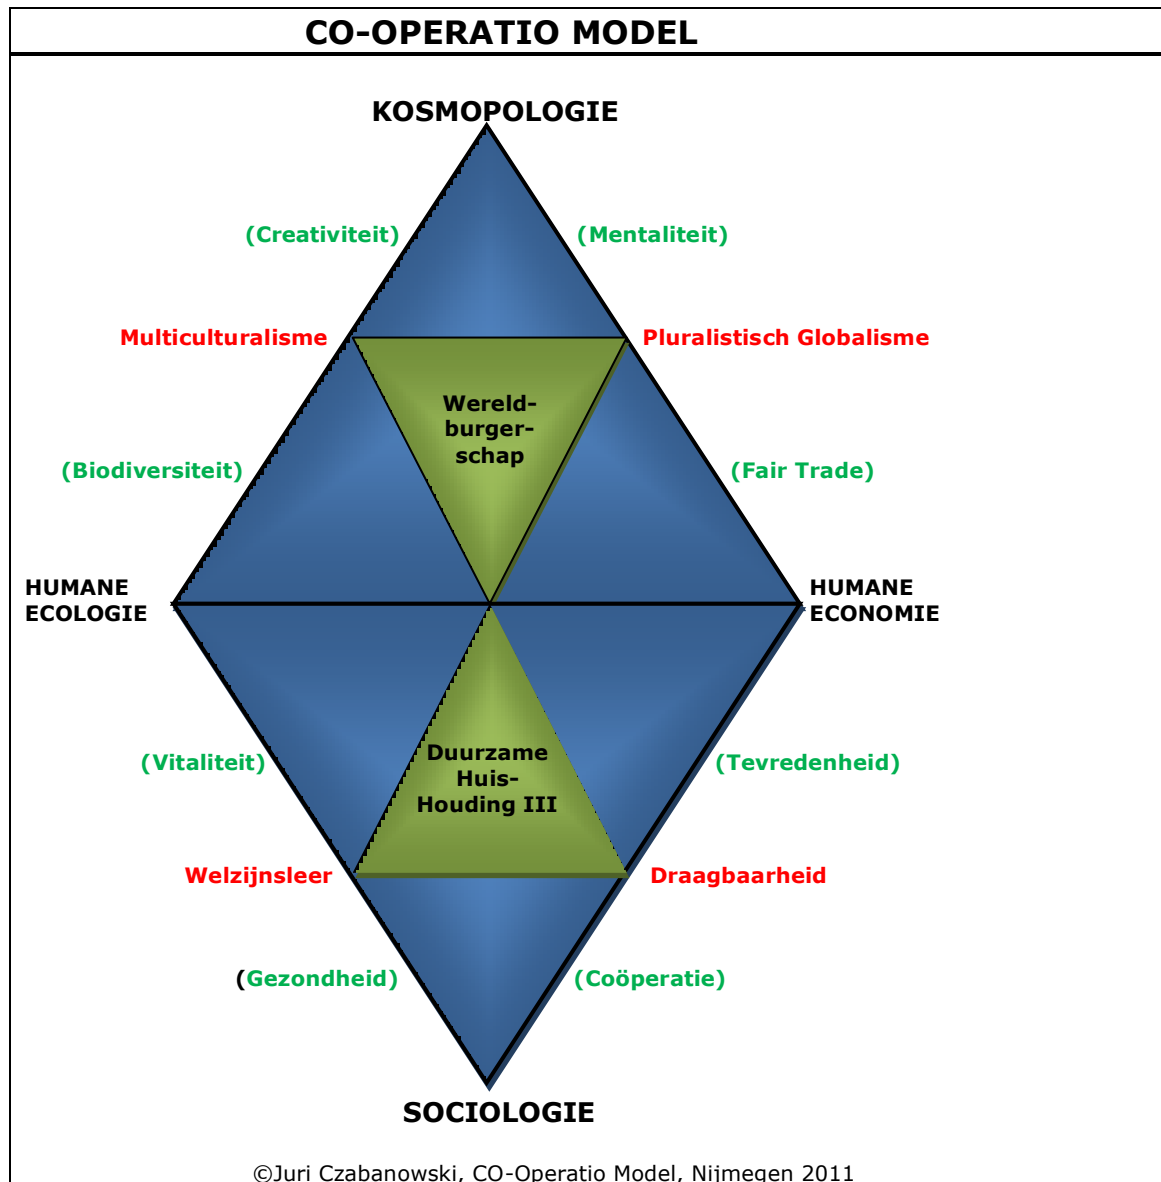 CO-OPERATIO MODEL
KOSMOPOLOGIE
(Creativiteit)
(Mentaliteit)
Multiculturalisme
Pluralistisch Globalisme
Wereld-
burger-
schap
(Biodiversiteit)
(Fair Trade)
HUMANE
ECOLOGIE
HUMANE
ECONOMIE
(Vitaliteit)
Duurzame
Huis-
Houding III
(Tevredenheid)
Welzijnsleer
Draagbaarheid
(Gezondheid)
(Coöperatie)
SOCIOLOGIE
©Juri Czabanowski, CO-Operatio Model, Nijmegen 2011